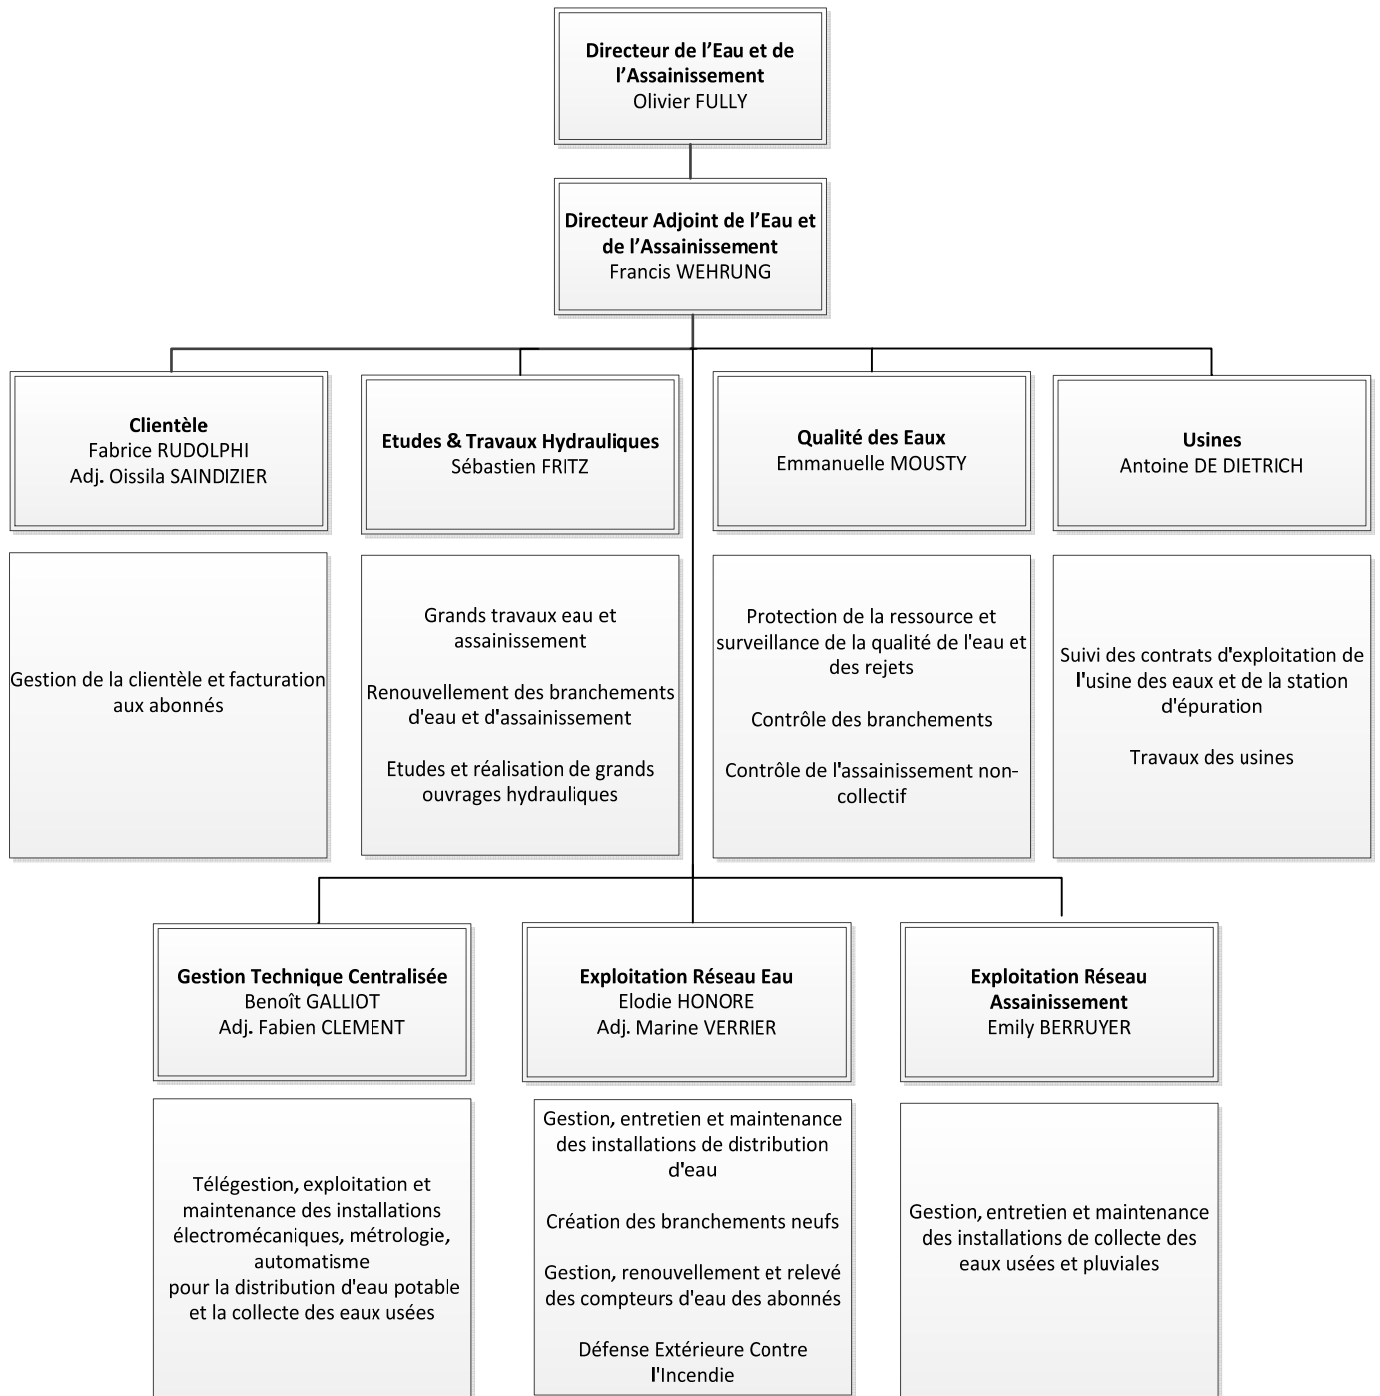 Directeur de l’Eau et de
l’Assainissement
Olivier FULLY
Directeur Adjoint de l’Eau et
de l’Assainissement
Francis WEHRUNG
Clientèle
Fabrice RUDOLPHI
Adj. Oissila SAINDIZIER
Etudes & Travaux Hydrauliques
Sébastien FRITZ
Qualité des Eaux
Emmanuelle MOUSTY
Usines
Antoine DE DIETRICH
Gestion de la clientèle et facturation
aux abonnés
Grands travaux eau et
assainissement
Renouvellement des branchements
d'eau et d'assainissement
Etudes et réalisation de grands
ouvrages hydrauliques
Protection de la ressource et
surveillance de la qualité de l'eau et
des rejets
Contrôle des branchements
Contrôle de l'assainissement non-
collectif
Suivi des contrats d'exploitation de
l'usine des eaux et de la station
d'épuration
Travaux des usines
Gestion Technique Centralisée
Benoît GALLIOT
Adj. Fabien CLEMENT
Exploitation Réseau Eau
Elodie HONORE
Adj. Marine VERRIER
Exploitation Réseau
Assainissement
Emily BERRUYER
Télégestion, exploitation et
maintenance des installations
électromécaniques, métrologie,
automatisme
pour la distribution d'eau potable
et la collecte des eaux usées
Gestion, entretien et maintenance
des installations de distribution
d'eau
Création des branchements neufs
Gestion, renouvellement et relevé
des compteurs d'eau des abonnés
Défense Extérieure Contre
l'Incendie
Gestion, entretien et maintenance
des installations de collecte des
eaux usées et pluviales